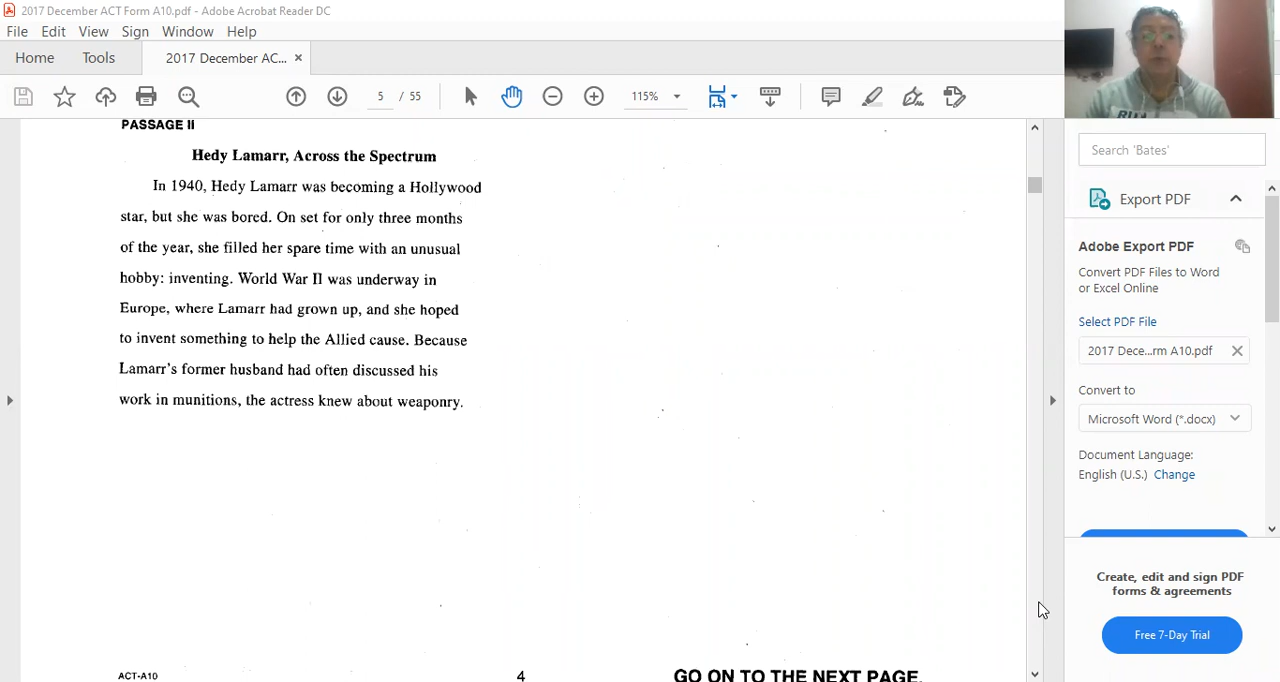 2017 December ACT Form A10.pdf - Adobe Acrobat Reader DC
File Edit View Sign Window Help
Home Tools 2017 December AC... ×
5 / 55 115%
PASSAGE II
Hedy Lamarr, Across the Spectrum
In 1940, Hedy Lamarr was becoming a Hollywood
star, but she was bored. On set for only three months
of the year, she filled her spare time with an unusual
hobby: inventing. World War II was underway in
Europe, where Lamarr had grown up, and she hoped
to invent something to help the Allied cause. Because
Lamarr's former husband had often discussed his
work in munitions, the actress knew about weaponry.
ACT-A10 4 GO ON TO THE NEXT PAGE.
Search 'Bates'
Export PDF
Adobe Export PDF
Convert PDF Files to Word
or Excel Online
Select PDF File
2017 Dece...rm A10.pdf
Convert to
Microsoft Word (*.docx)
Document Language:
English (U.S.) Change
Create, edit and sign PDF
forms & agreements
Free 7-Day Trial